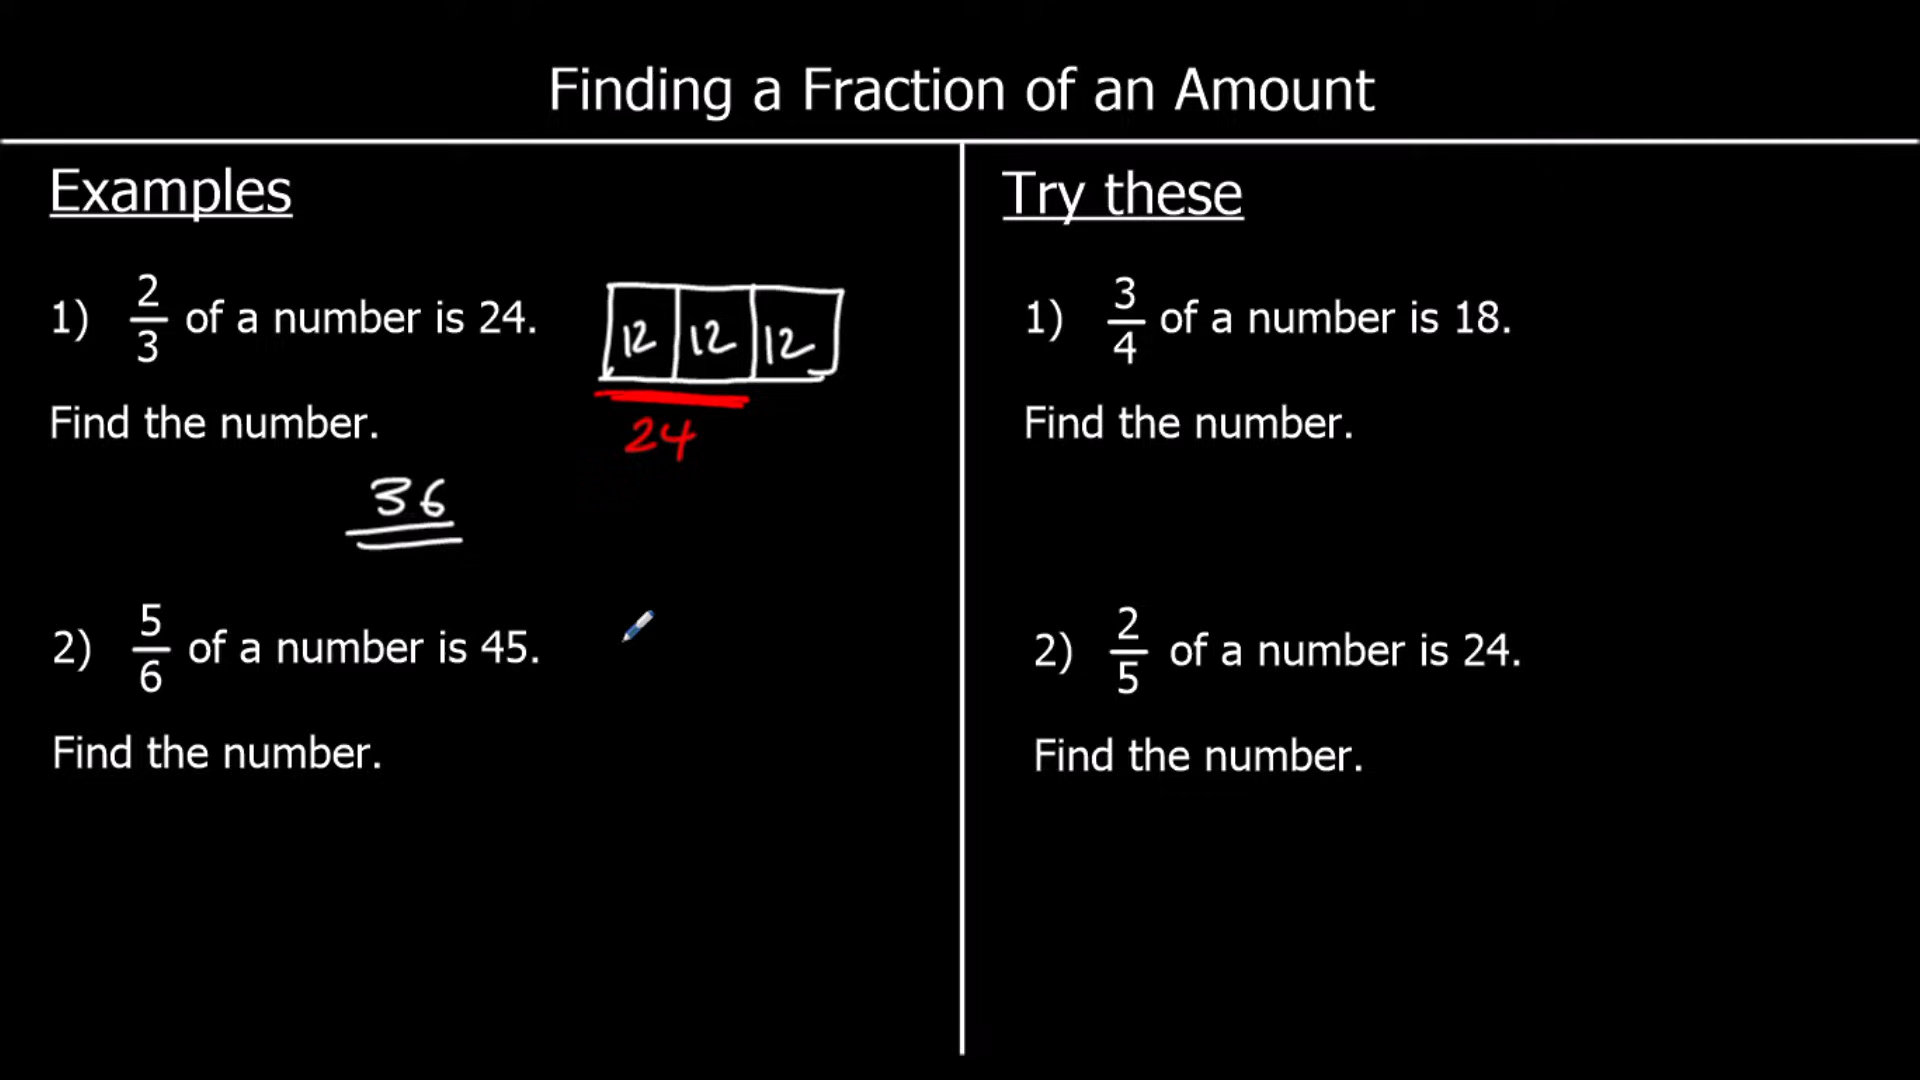 Finding a Fraction of an Amount
Examples
1) 2/3 of a number is 24.
12 12 12
24
Find the number.
36
2) 5/6 of a number is 45.
Find the number.
Try these
1) 3/4 of a number is 18.
Find the number.
2) 2/5 of a number is 24.
Find the number.